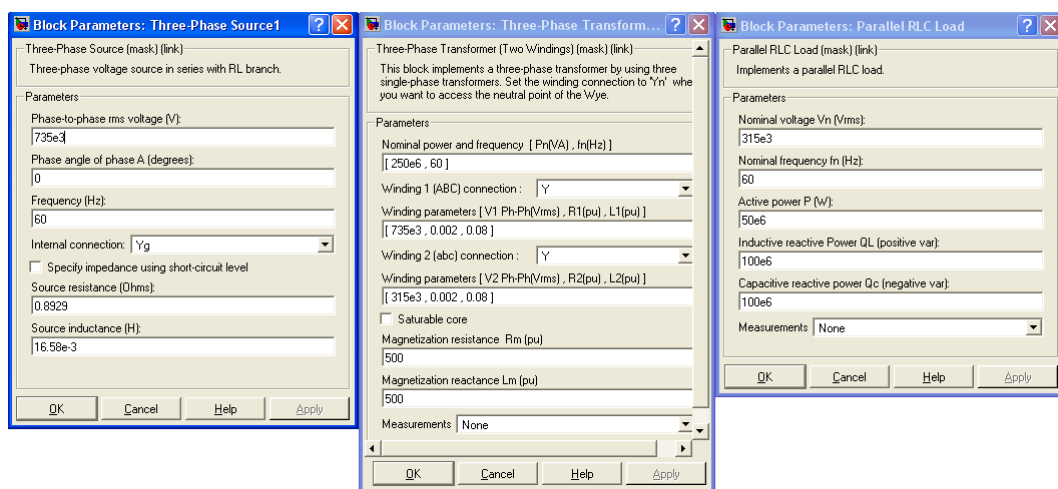 Block Parameters: Three-Phase Source1
Three-Phase Source (mask) (link)
Three-phase voltage source in series with RL branch.
Parameters
Phase-to-phase rms voltage (V):
735e3
Phase angle of phase A (degrees):
0
Frequency (Hz):
60
Internal connection: Yg
Specify impedance using short-circuit level
Source resistance (Ohms):
0.8929
Source inductance (H):
16.58e-3
OK Cancel Help Apply
Block Parameters: Three-Phase Transform...
Three-Phase Transformer (Two Windings) (mask) (link)
This block implements a three-phase transformer by using three
single-phase transformers. Set the winding connection to 'Yn' whe
you want to access the neutral point of the Wye.
Parameters
Nominal power and frequency [ Pn(VA) , fn(Hz) ]
[ 250e6 , 60 ]
Winding 1 (ABC) connection : Y
Winding parameters [ V1 Ph-Ph(Vrms) , R1(pu) , L1(pu) ]
[ 735e3 , 0.002 , 0.08 ]
Winding 2 (abc) connection : Y
Winding parameters [ V2 Ph-Ph(Vrms) , R2(pu) , L2(pu) ]
[ 315e3 , 0.002 , 0.08 ]
Saturable core
Magnetization resistance Rm (pu)
500
Magnetization reactance Lm (pu)
500
Measurements None
OK Cancel Help Apply
Block Parameters: Parallel RLC Load
Parallel RLC Load (mask) (link)
Implements a parallel RLC load.
Parameters
Nominal voltage Vn (Vrms):
315e3
Nominal frequency fn (Hz):
60
Active power P (W):
50e6
Inductive reactive Power QL (positive var):
100e6
Capacitive reactive power Qc (negative var):
100e6
Measurements None
OK Cancel Help Apply